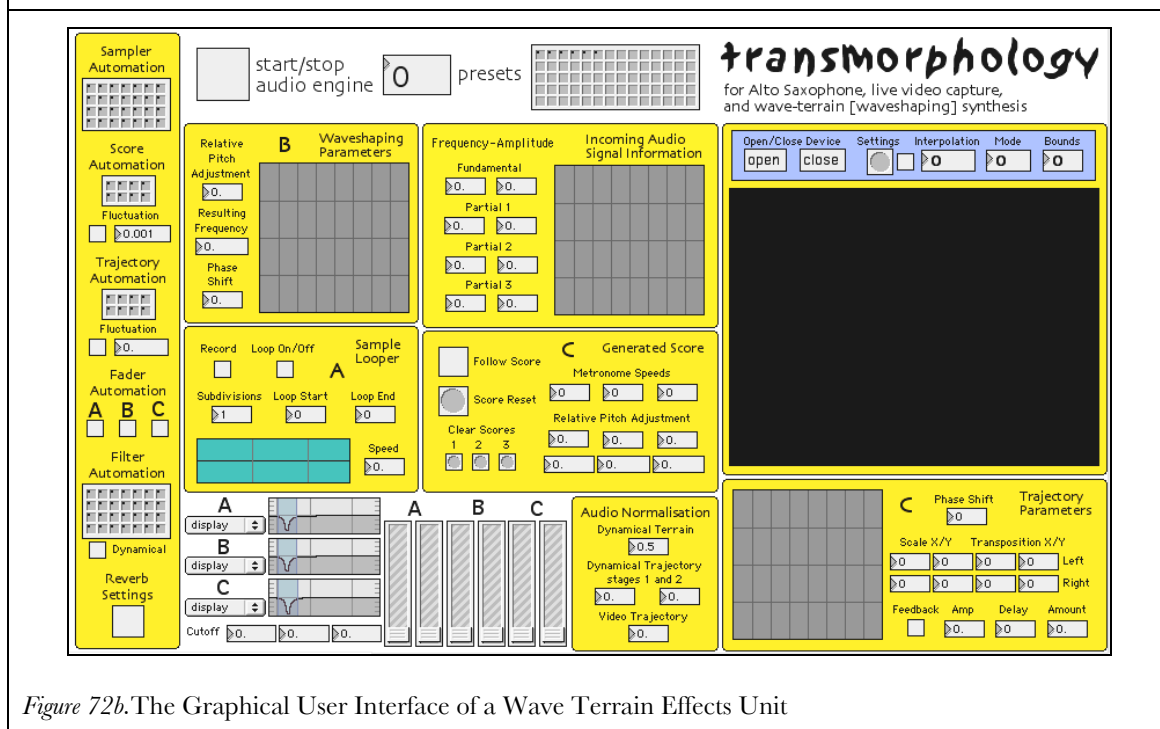 Sampler
Automation
Score
Automation
Fluctuation
0.001
Trajectory
Automation
Fluctuation
0.
Fader
Automation
A B C
Filter
Automation
Dynamical
Reverb
Settings
start/stop
audio engine
0
presets
transmorphology
for Alto Saxophone, live video capture,
and wave-terrain [waveshaping] synthesis
B
Waveshaping
Parameters
Relative
Pitch
Adjustment
0.
Resulting
Frequency
0.
Phase
Shift
0.
Frequency-Amplitude
Incoming Audio
Signal Information
Fundamental
0. 0.
Partial 1
0. 0.
Partial 2
0. 0.
Partial 3
0. 0.
Open/Close Device Settings Interpolation Mode Bounds
open close 0 0 0
Record Loop On/Off
Sample
Looper
A
Subdivisions Loop Start Loop End
1 0 0
Speed
0.
C Generated Score
Follow Score
Metronome Speeds
0 0 0
Score Reset
Relative Pitch Adjustment
Clear Scores
1 2 3
0. 0. 0.
0. 0. 0.
A
display
B
display
C
display
Cutoff 0. 0. 0.
A B C
Audio Normalisation
Dynamical Terrain
0.5
Dynamical Trajectory
stages 1 and 2
0. 0.
Video Trajectory
0.
C
Phase Shift
0
Trajectory
Parameters
Scale X/Y Transposition X/Y
0 0 0 0 Left
0 0 0 0 Right
Feedback Amp Delay Amount
0. 0 0.
Figure 72b.The Graphical User Interface of a Wave Terrain Effects Unit